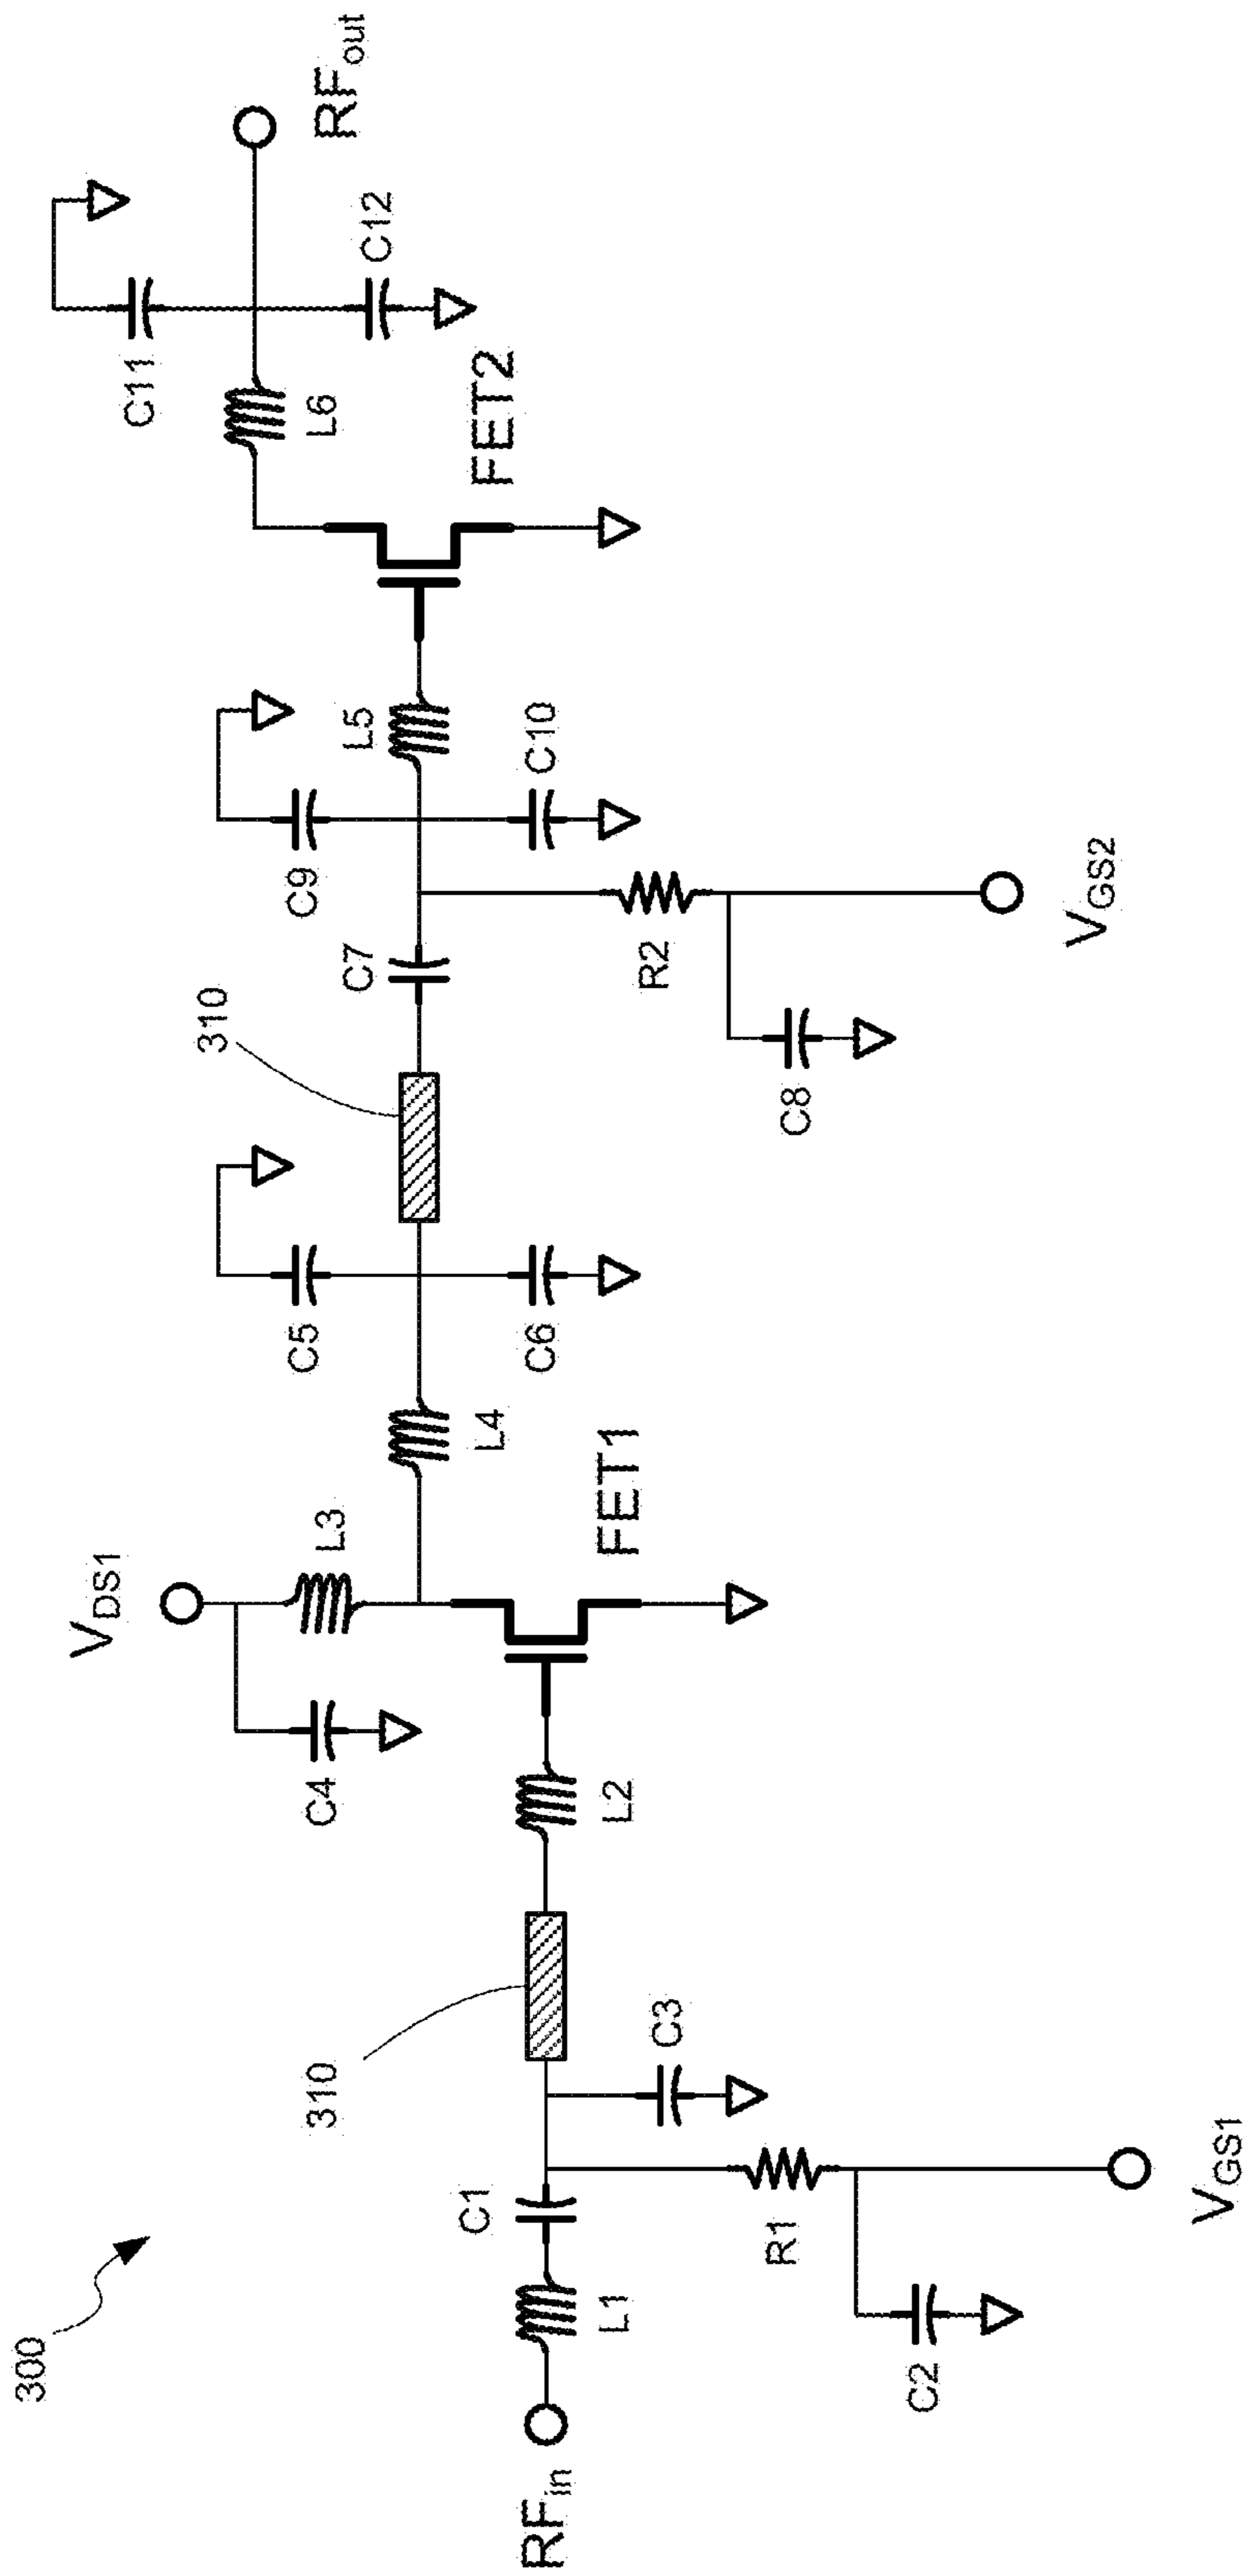 300
RFin
L1
C1
R1
C2
VGS1
C3
310
L2
C4
VDS1
L3
FET1
L4
C5
C6
310
C7
R2
C8
VGS2
C9
C10
L5
FET2
L6
C11
C12
RFout